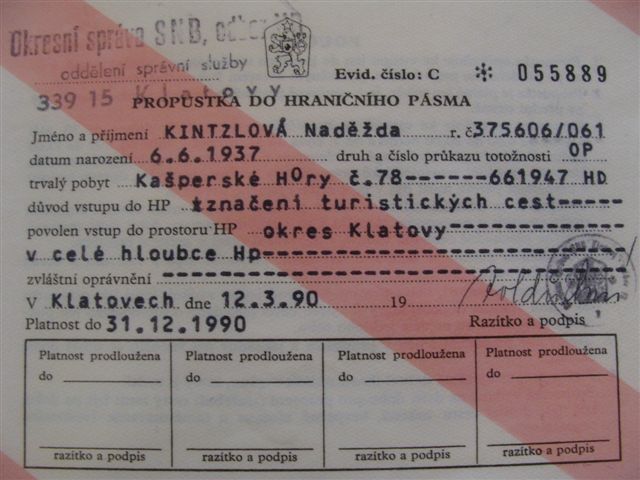 Okresní správa SNB, odbor VB
oddělení správní služby
339 15 Klatovy
Evid. číslo: C ✻ 055889
PROPUSTKA DO HRANIČNÍHO PÁSMA
Jméno a příjmení KINTZLOVÁ Naděžda r. č 375606/061
datum narození 6.6.1937 druh a číslo průkazu totožnosti OP
trvalý pobyt Kašperské Hory č.78------661947 HD
důvod vstupu do HP značení turistických cest-----
povolen vstup do prostoru HP okres Klatovy
v celé hloubce Hp
zvláštní oprávnění
V Klatovech dne 12.3.90 19
Platnost do 31.12.1990 Razítko a podpis
Platnost prodloužena Platnost prodloužena Platnost prodloužena Platnost prodloužena
do do do do
razítko a podpis razítko a podpis razítko a podpis razítko a podpis